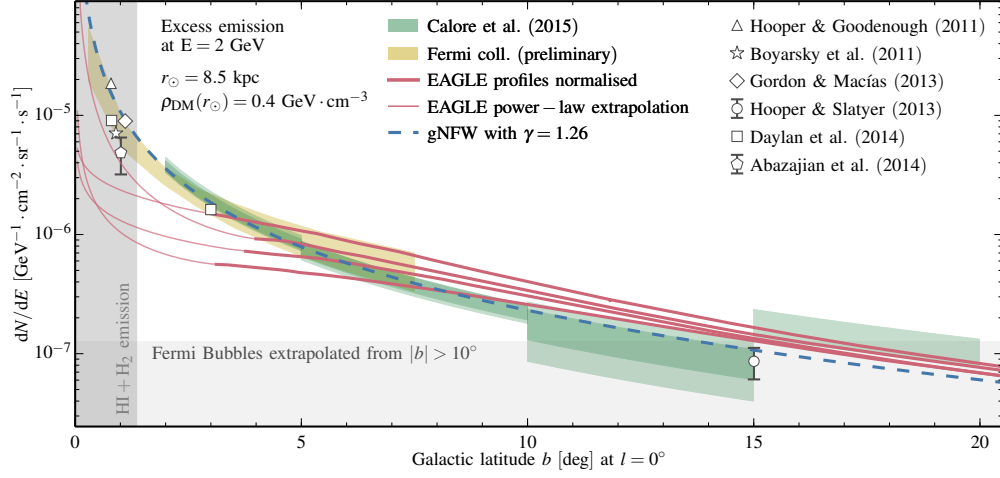 Excess emission
at E = 2 GeV
r⊙ = 8.5 kpc
ρDM(r⊙) = 0.4 GeV·cm⁻³
Calore et al. (2015)
Fermi coll. (preliminary)
EAGLE profiles normalised
EAGLE power−law extrapolation
gNFW with γ = 1.26
Hooper & Goodenough (2011)
Boyarsky et al. (2011)
Gordon & Macías (2013)
Hooper & Slatyer (2013)
Daylan et al. (2014)
Abazajian et al. (2014)
dN/dE [GeV⁻¹·cm⁻²·sr⁻¹·s⁻¹]
10⁻⁵
10⁻⁶
10⁻⁷
HI + H₂ emission
Fermi Bubbles extrapolated from |b| > 10°
0 5 10 15 20
Galactic latitude b [deg] at l = 0°